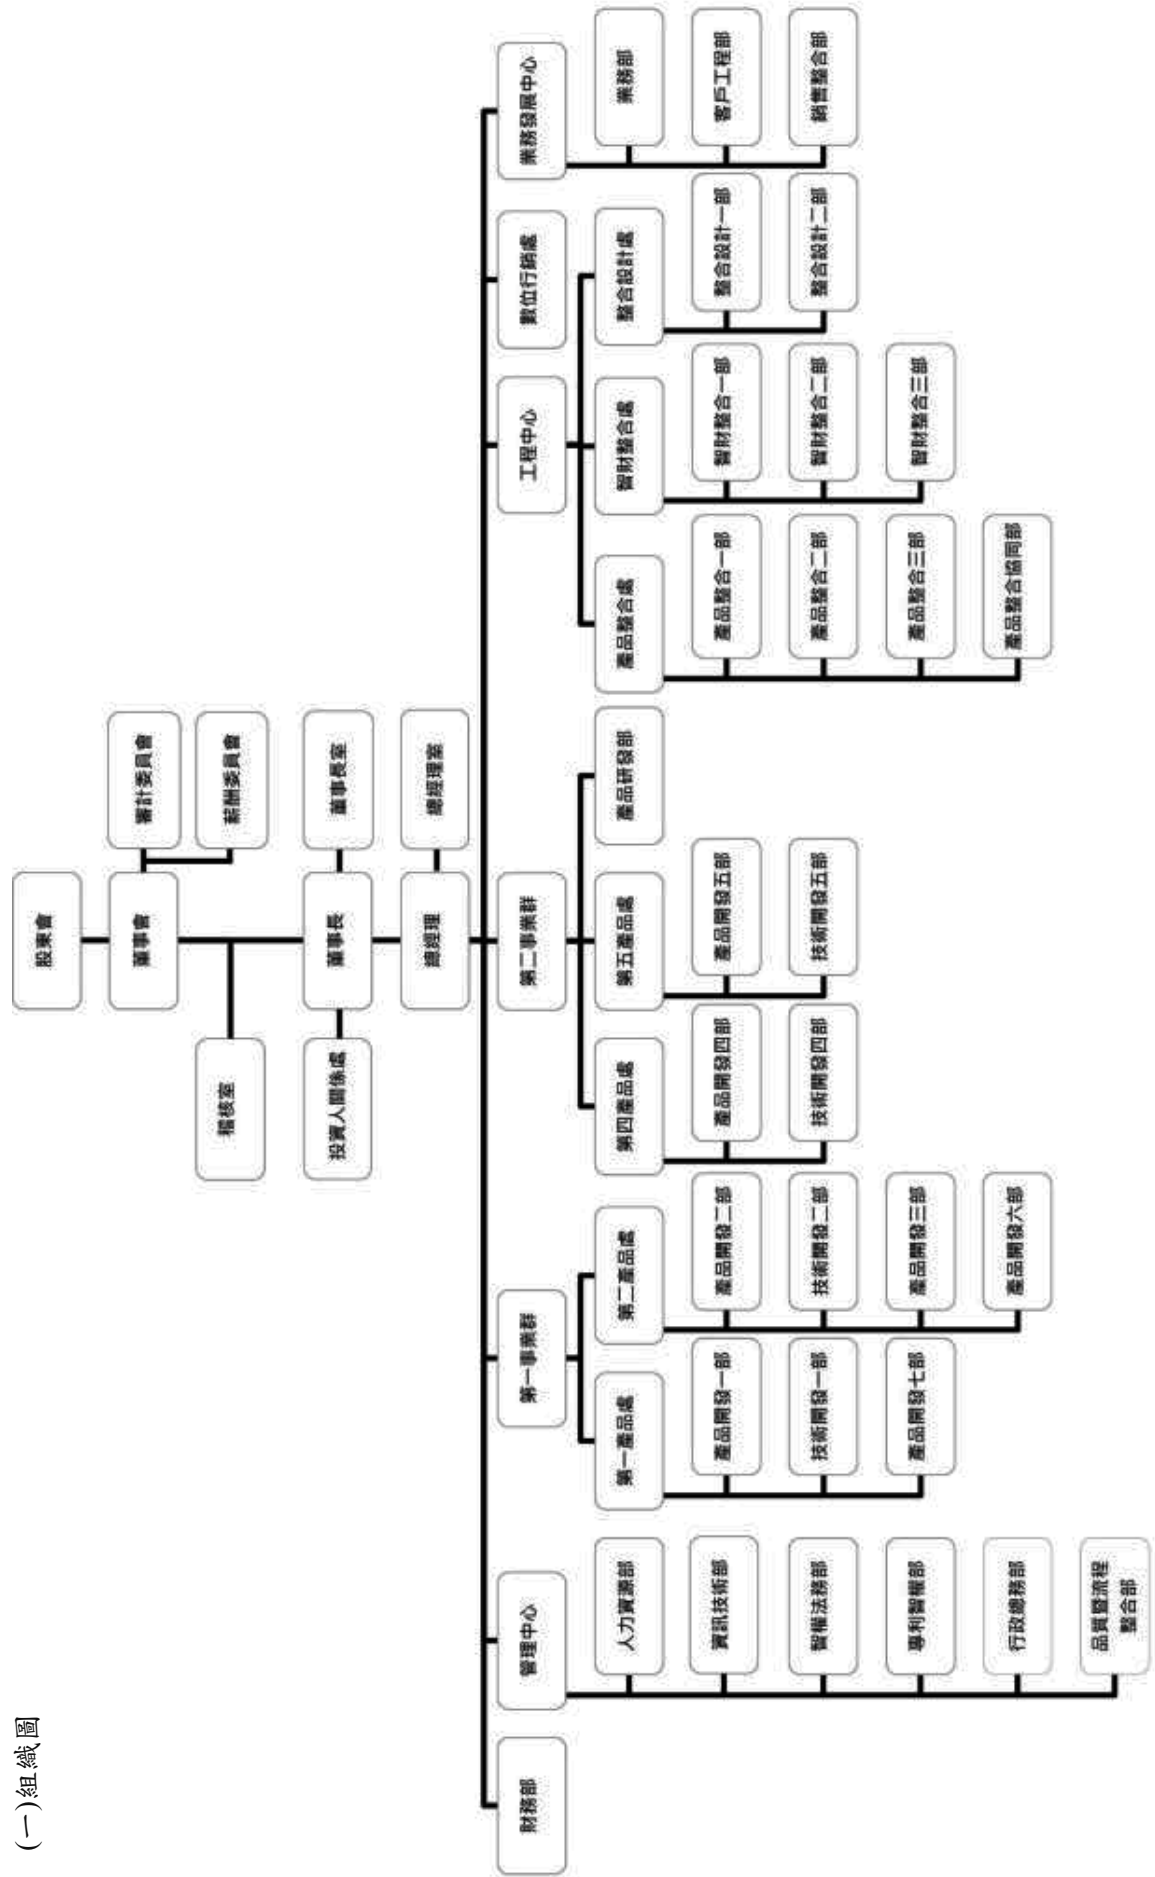 (一)組織圖
股東會
董事會
審計委員會
薪酬委員會
稽核室
董事長
董事長室
投資人關係處
總經理
總經理室
財務部
管理中心
人力資源部
資訊技術部
智權法務部
專利智權部
行政總務部
品質暨流程
整合部
第一事業群
第一產品處
產品開發一部
技術開發一部
產品開發七部
第二產品處
產品開發二部
技術開發二部
產品開發三部
產品開發六部
第二事業群
第四產品處
產品開發四部
技術開發四部
第五產品處
產品開發五部
技術開發五部
產品研發部
工程中心
產品整合處
產品整合一部
產品整合二部
產品整合三部
產品整合協同部
智財整合處
智財整合一部
智財整合二部
智財整合三部
整合設計處
整合設計一部
整合設計二部
數位行銷處
業務發展中心
業務部
客戶工程部
銷售整合部